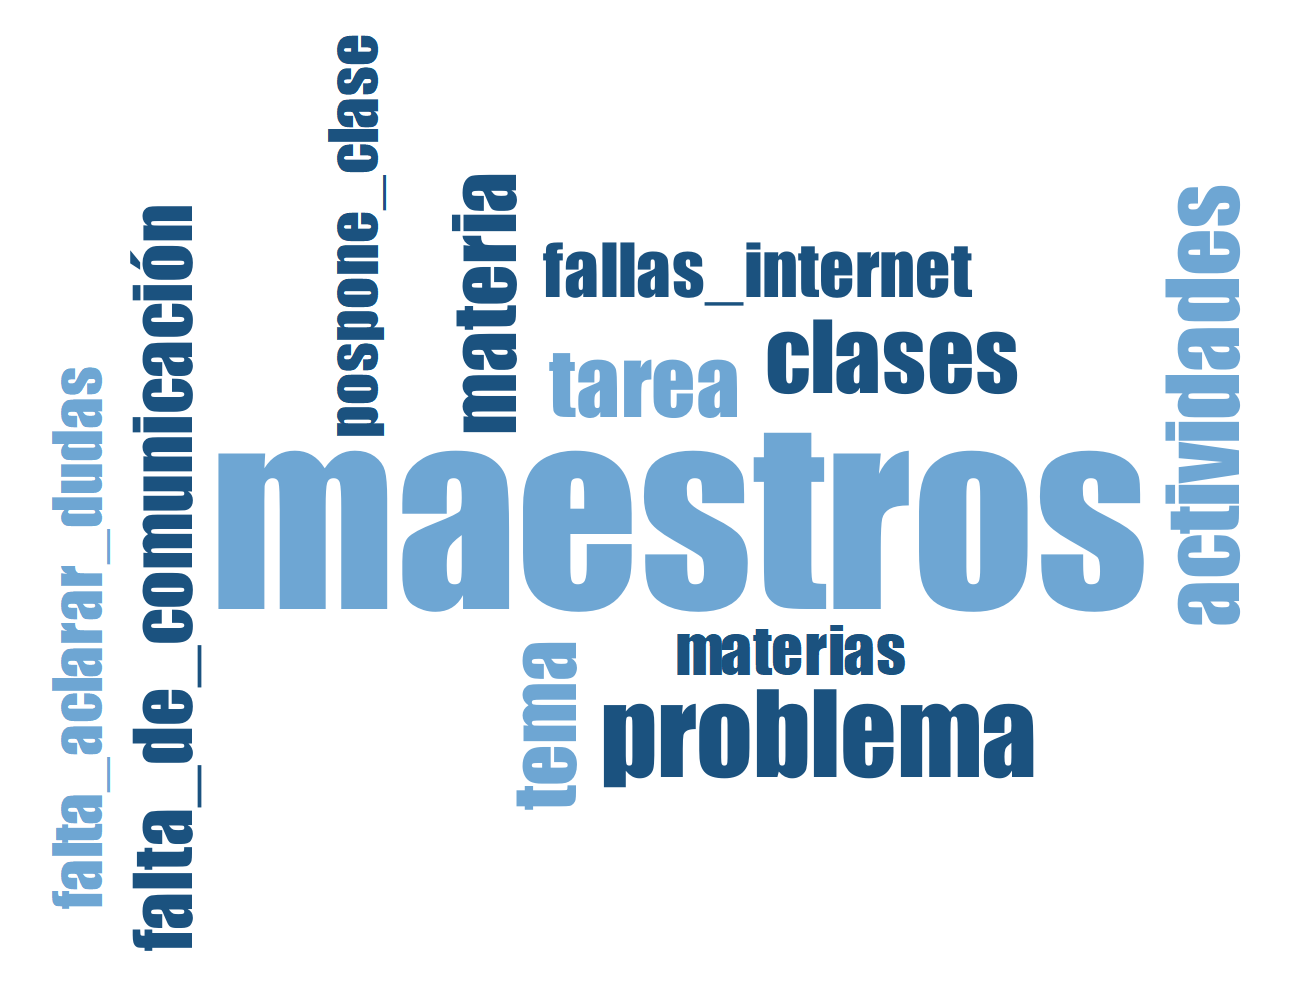 falta_aclarar_dudas
falta_de_comunicación
pospone_clase
materia
fallas_internet
tarea
clases
maestros
actividades
materias
tema
problema